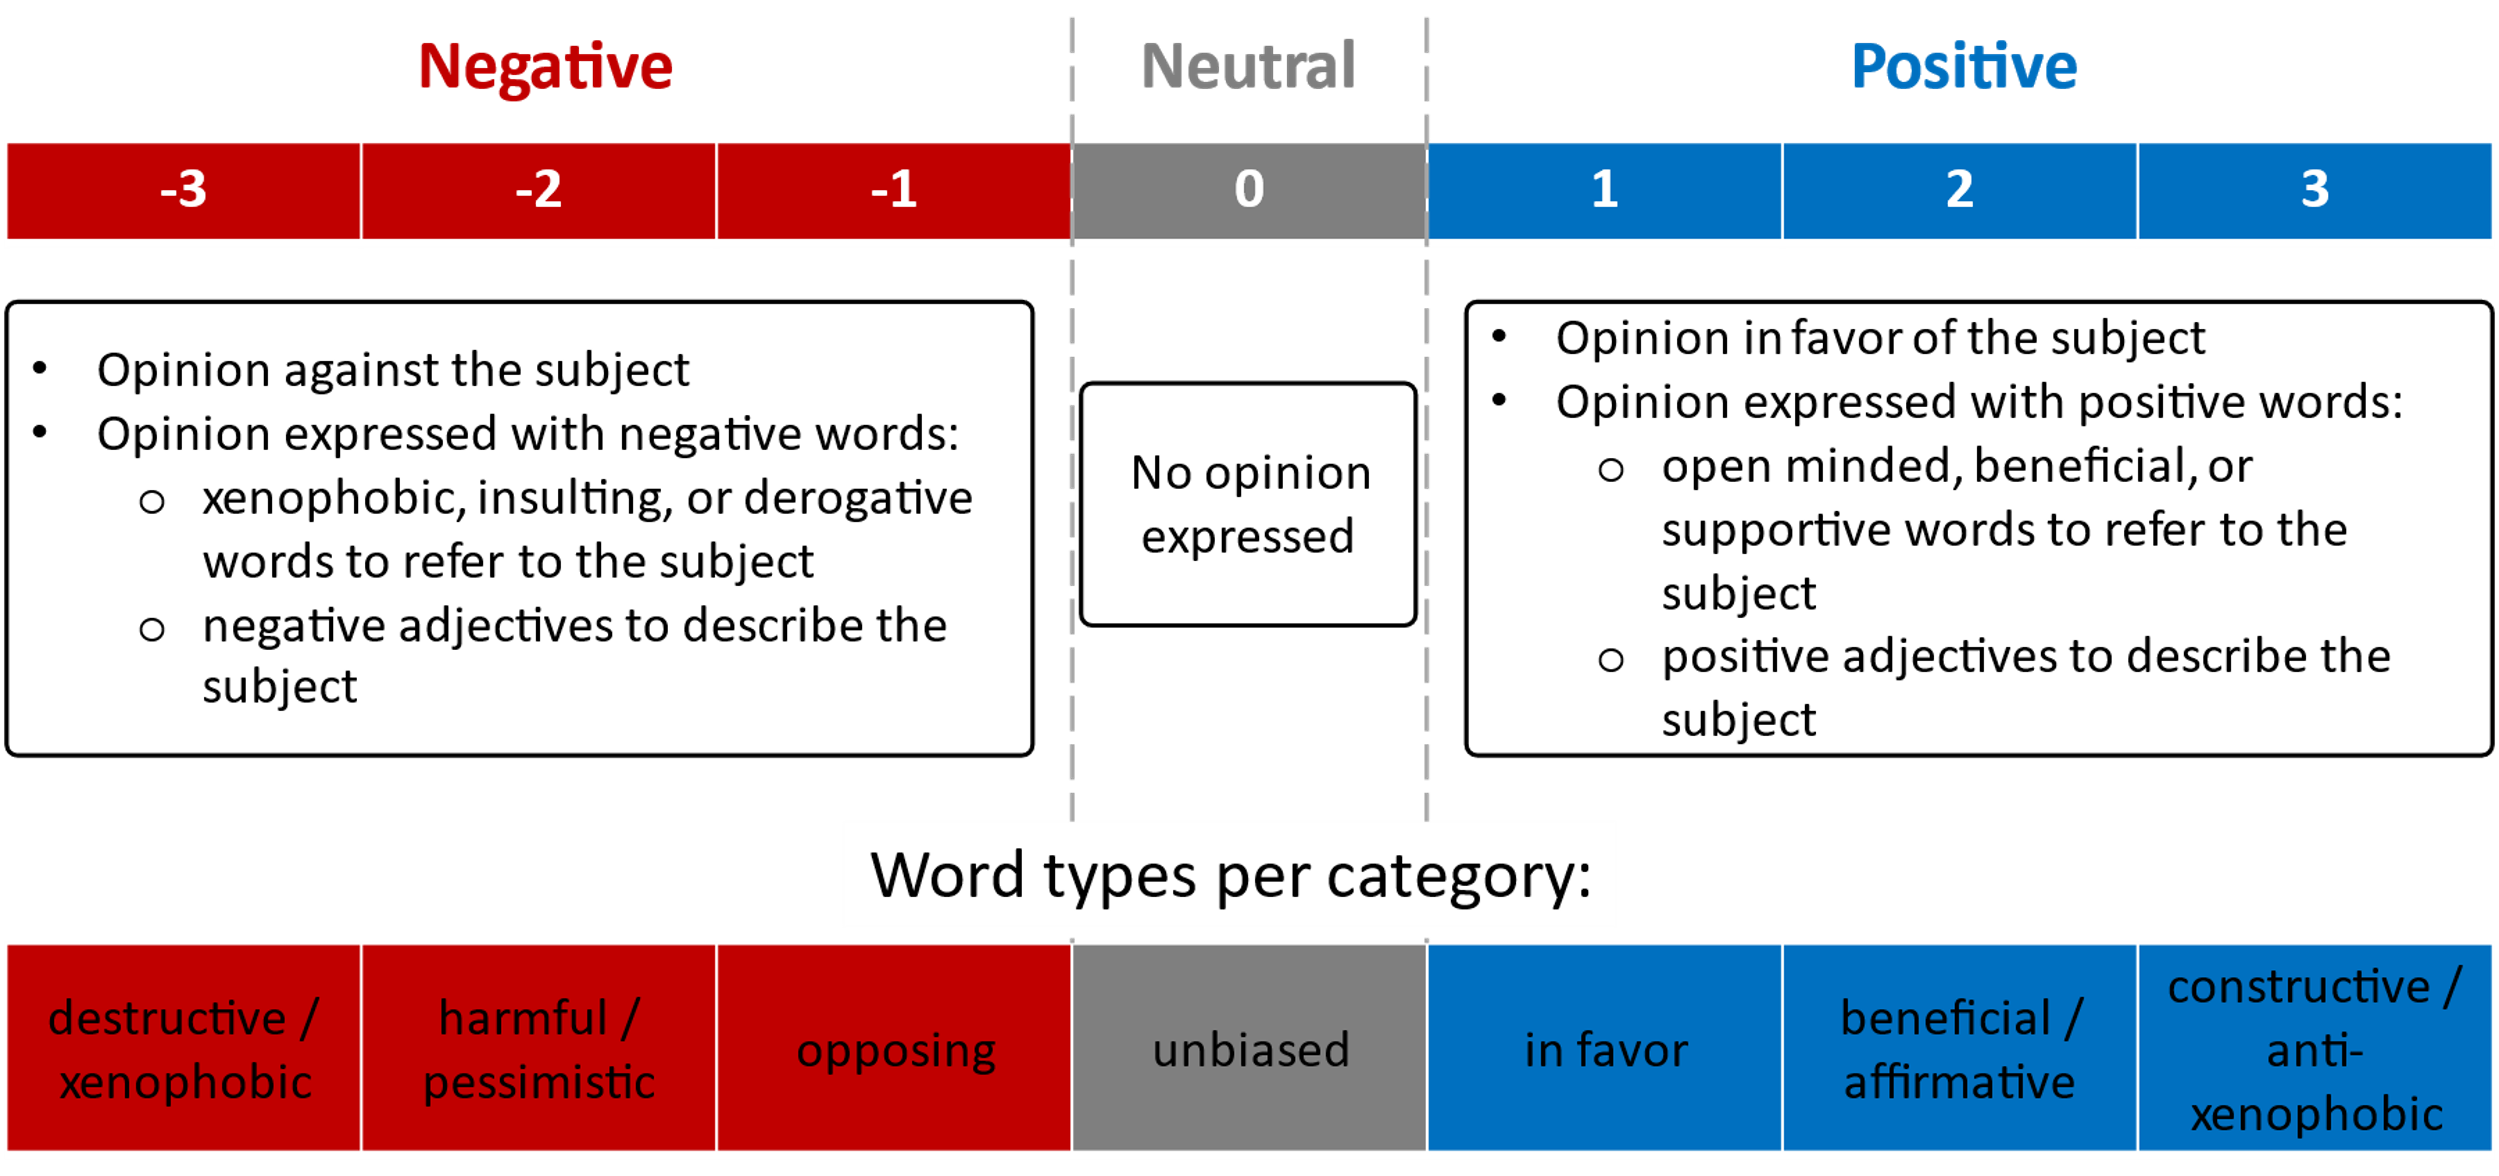 Negative
Neutral
Positive
-3
-2
-1
0
1
2
3
• Opinion against the subject
• Opinion expressed with negative words:
o xenophobic, insulting, or derogative
words to refer to the subject
o negative adjectives to describe the
subject
No opinion
expressed
• Opinion in favor of the subject
• Opinion expressed with positive words:
o open minded, beneficial, or
supportive words to refer to the
subject
o positive adjectives to describe the
subject
Word types per category:
destructive /
xenophobic
harmful /
pessimistic
opposing
unbiased
in favor
beneficial /
affirmative
constructive /
anti-
xenophobic